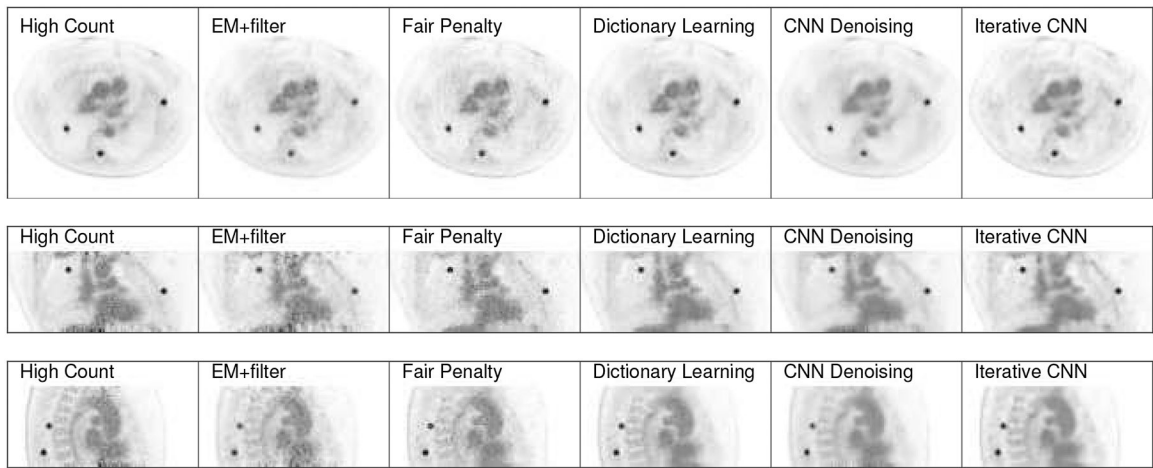 High Count EM+filter Fair Penalty Dictionary Learning CNN Denoising Iterative CNN
High Count EM+filter Fair Penalty Dictionary Learning CNN Denoising Iterative CNN
High Count EM+filter Fair Penalty Dictionary Learning CNN Denoising Iterative CNN